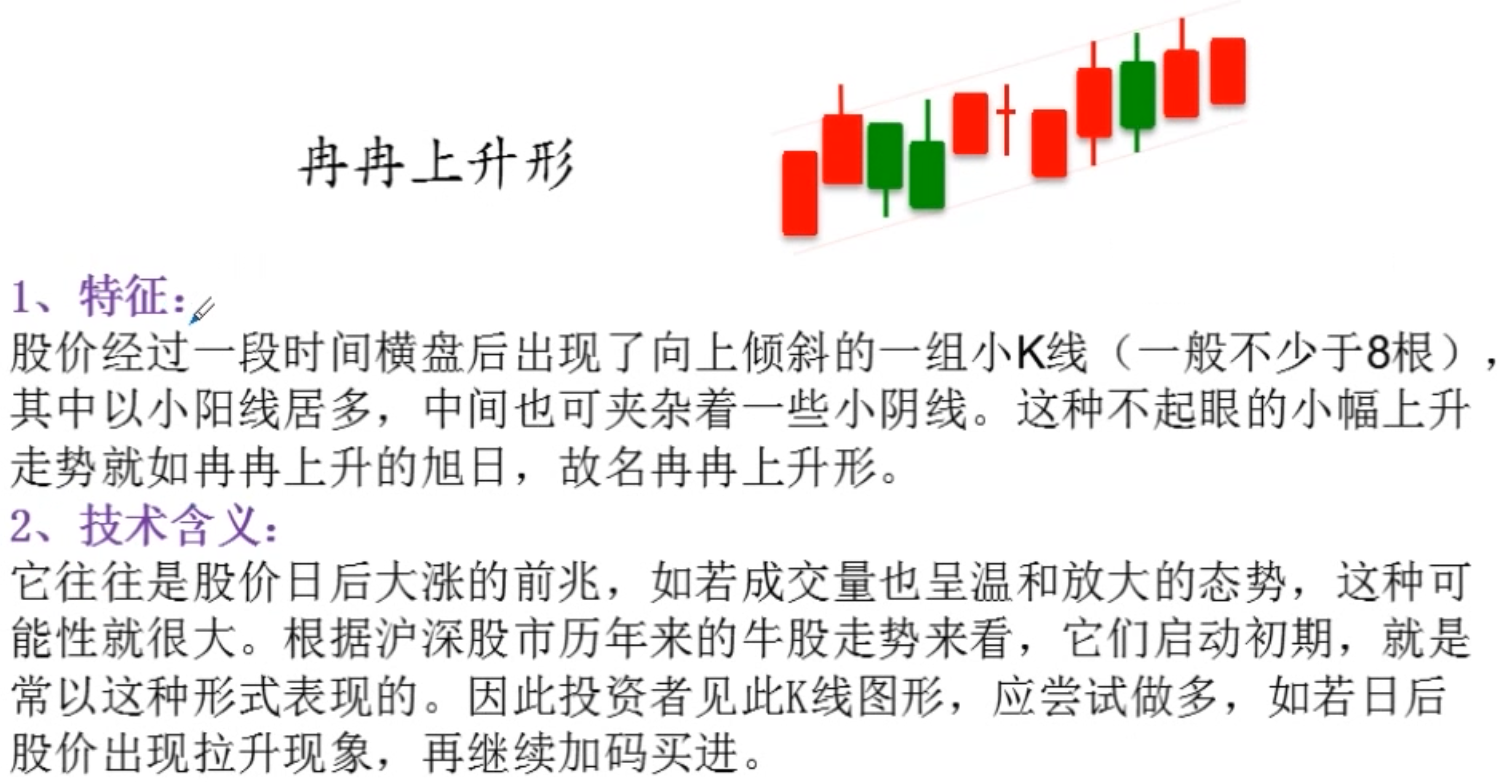 冉冉上升形
1、特征：
股价经过一段时间横盘后出现了向上倾斜的一组小K线（一般不少于8根），
其中以小阳线居多，中间也可夹杂着一些小阴线。这种不起眼的小幅上升
走势就如冉冉上升的旭日，故名冉冉上升形。
2、技术含义：
它往往是股价日后大涨的前兆，如若成交量也呈温和放大的态势，这种可
能性就很大。根据沪深股市历年来的牛股走势来看，它们启动初期，就是
常以这种形式表现的。因此投资者见此K线图形，应尝试做多，如若日后
股价出现拉升现象，再继续加码买进。